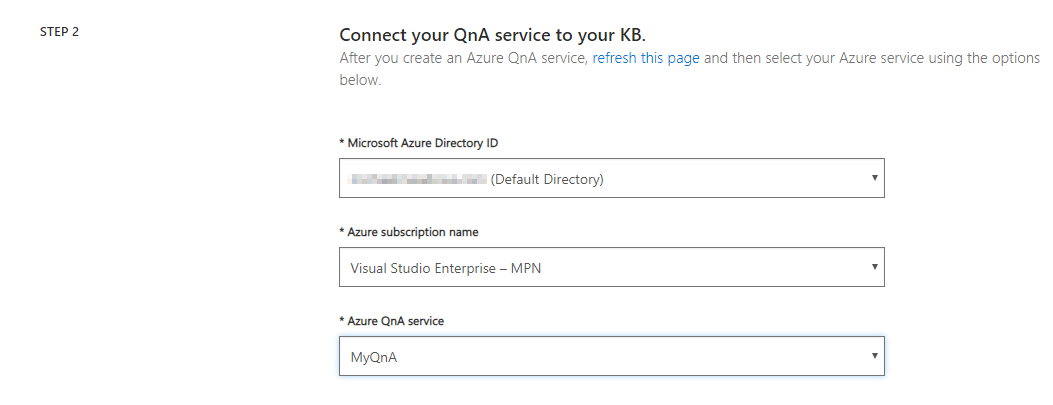 STEP 2
Connect your QnA service to your KB.
After you create an Azure QnA service, refresh this page and then select your Azure service using the options
below.
* Microsoft Azure Directory ID
(Default Directory)
* Azure subscription name
Visual Studio Enterprise – MPN
* Azure QnA service
MyQnA